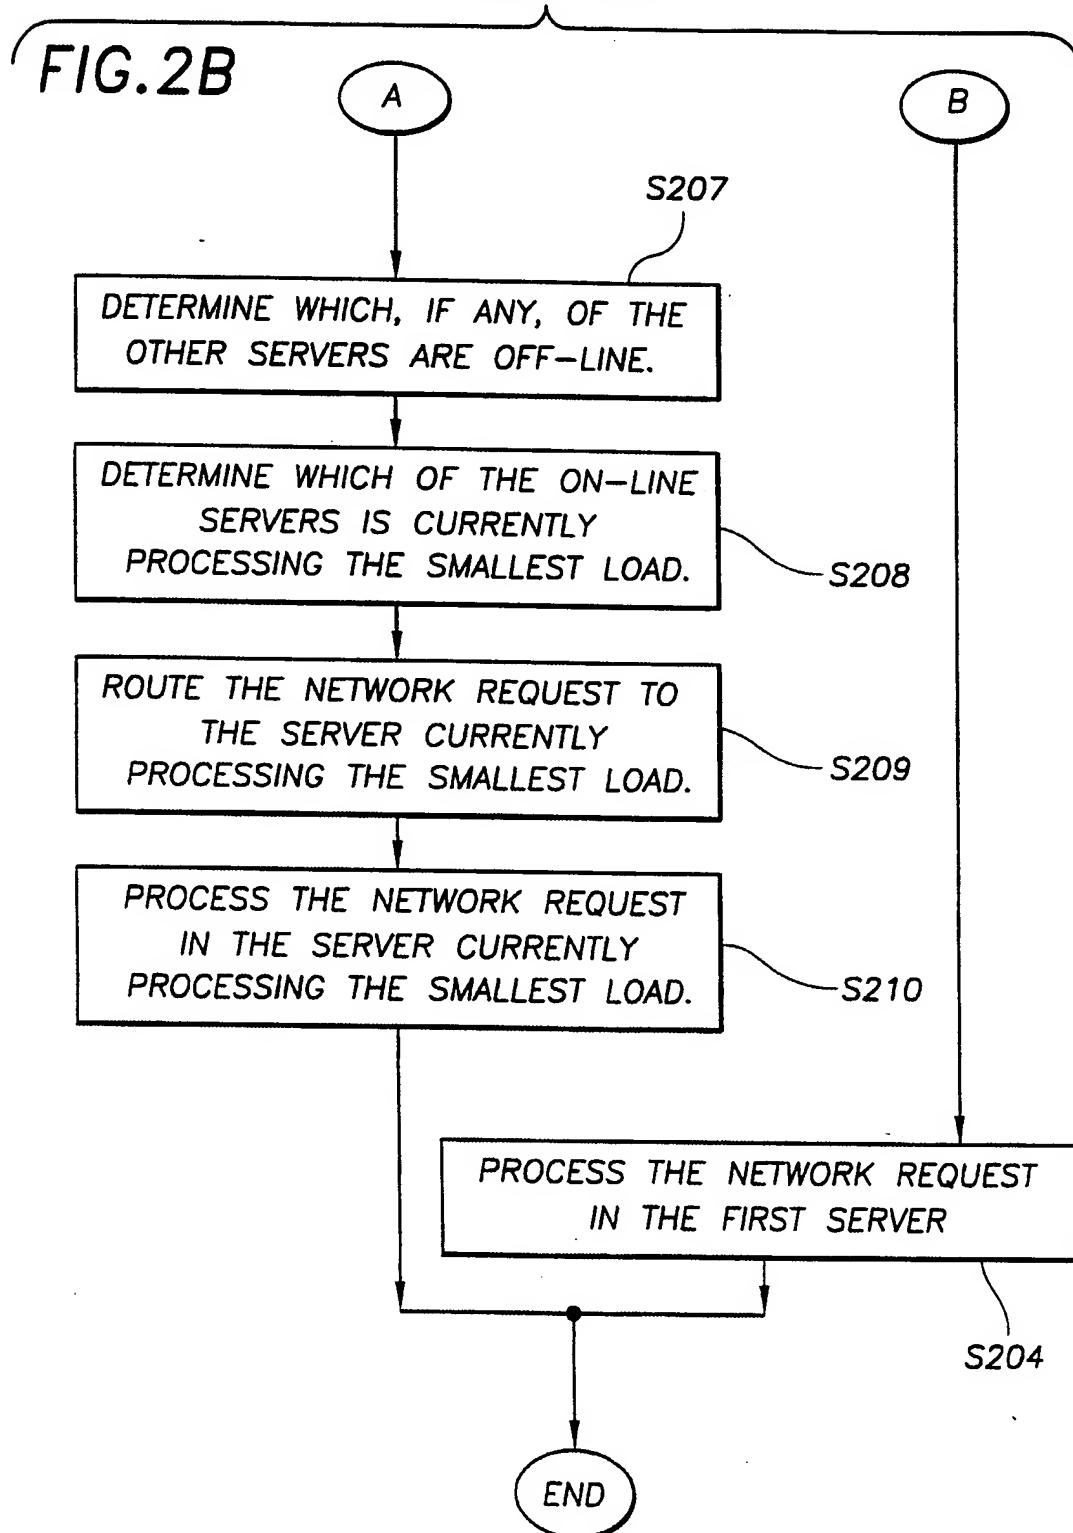 FIG.2B
A
B
S207
DETERMINE WHICH, IF ANY, OF THE
OTHER SERVERS ARE OFF-LINE.
DETERMINE WHICH OF THE ON-LINE
SERVERS IS CURRENTLY
PROCESSING THE SMALLEST LOAD.
S208
ROUTE THE NETWORK REQUEST TO
THE SERVER CURRENTLY
PROCESSING THE SMALLEST LOAD.
S209
PROCESS THE NETWORK REQUEST
IN THE SERVER CURRENTLY
PROCESSING THE SMALLEST LOAD.
S210
PROCESS THE NETWORK REQUEST
IN THE FIRST SERVER
S204
END